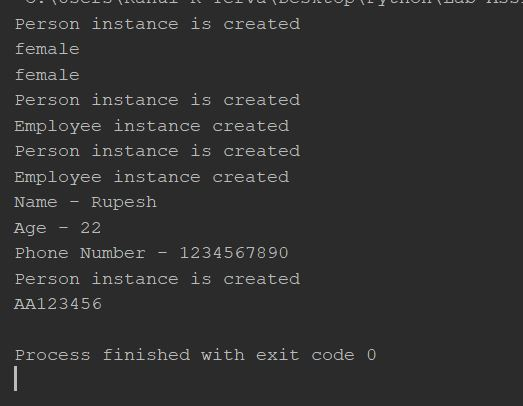 Person instance is created
female
female
Person instance is created
Employee instance created
Person instance is created
Employee instance created
Name - Rupesh
Age - 22
Phone Number - 1234567890
Person instance is created
AA123456
Process finished with exit code 0